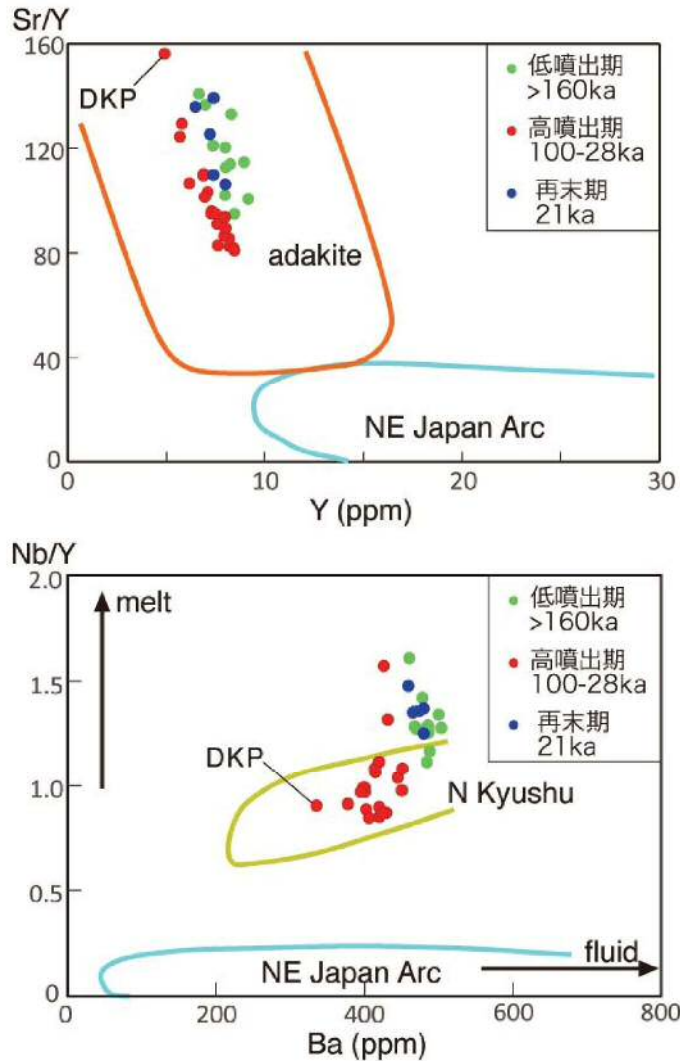 Sr/Y
160
120
80
40
0
DKP
adakite
NE Japan Arc
低噴出期
>160ka
高噴出期
100-28ka
再末期
21ka
0
10
20
30
Y (ppm)
Nb/Y
2.0
1.5
1.0
0.5
0
melt
DKP
N Kyushu
NE Japan Arc
fluid
低噴出期
>160ka
高噴出期
100-28ka
再末期
21ka
0
200
400
600
800
Ba (ppm)